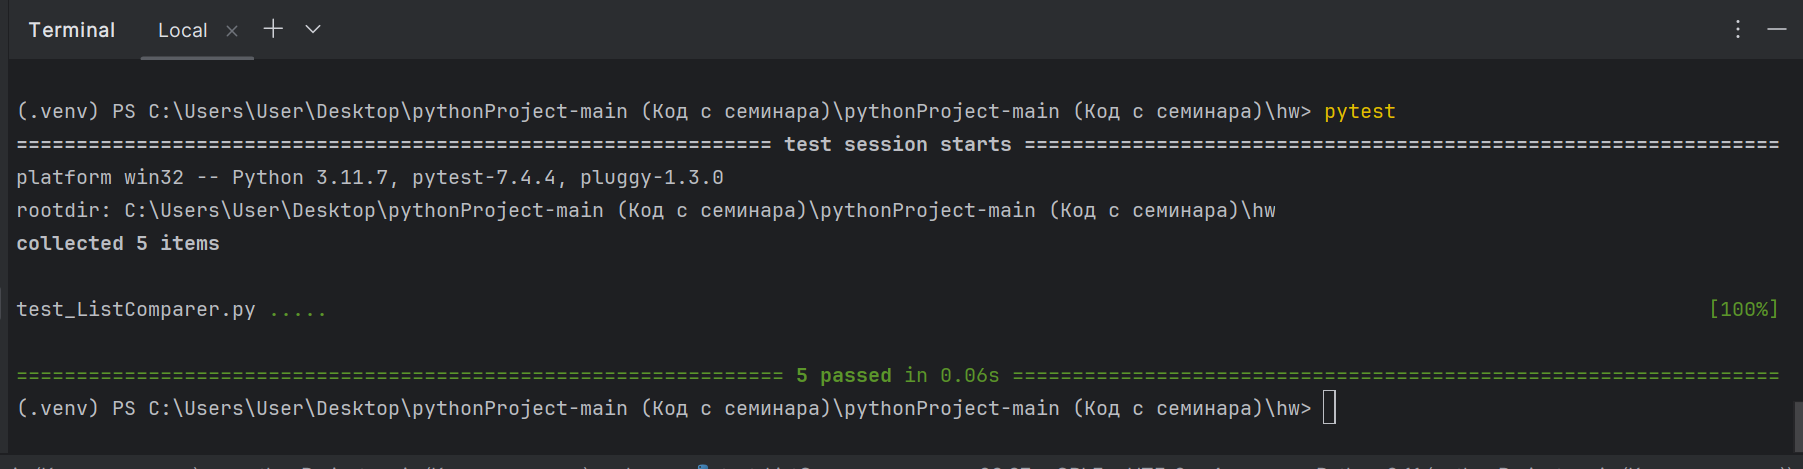 Terminal Local
(.venv) PS C:\Users\User\Desktop\pythonProject-main (Код с семинара)\pythonProject-main (Код с семинара)\hw> pytest
=============================================================== test session starts ===============================================================
platform win32 -- Python 3.11.7, pytest-7.4.4, pluggy-1.3.0
rootdir: C:\Users\User\Desktop\pythonProject-main (Код с семинара)\pythonProject-main (Код с семинара)\hw
collected 5 items
test_ListComparer.py ..... [100%]
================================================================ 5 passed in 0.06s ================================================================
(.venv) PS C:\Users\User\Desktop\pythonProject-main (Код с семинара)\pythonProject-main (Код с семинара)\hw>